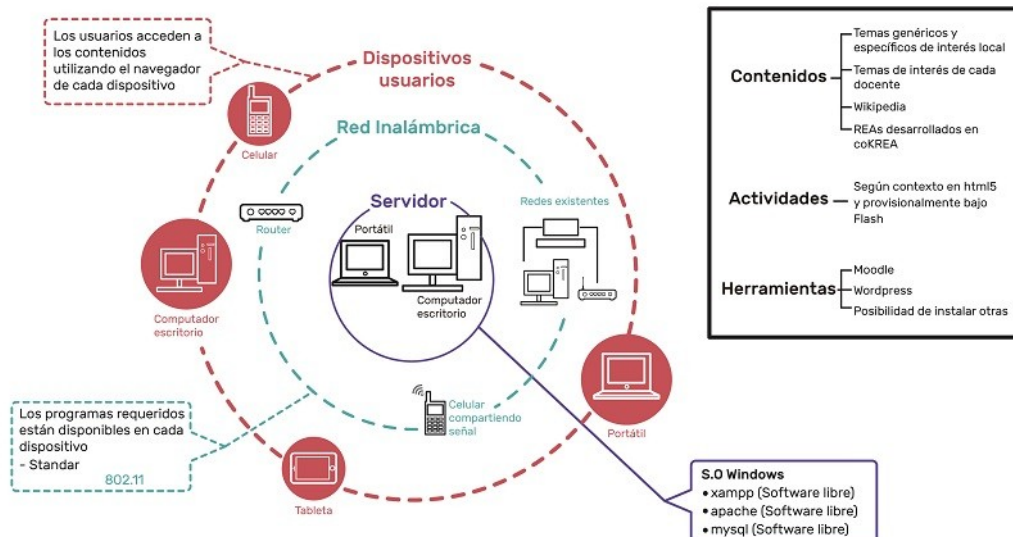 Los usuarios acceden a
los contenidos
utilizando el navegador
de cada dispositivo
Dispositivos
usuarios
Celular
Red Inalámbrica
Router
Servidor
Portátil
Computador
escritorio
Redes existentes
Computador
escritorio
Celular
compartiendo
señal
Portátil
Tableta
Los programas requeridos
están disponibles en cada
dispositivo
- Standar
802.11
S.O Windows
• xampp (Software libre)
• apache (Software libre)
• mysql (Software libre)
Contenidos
Temas genéricos y
específicos de interés local
Temas de interés de cada
docente
Wikipedia
REAs desarrollados en
coKREA
Actividades
Según contexto en html5
y provisionalmente bajo
Flash
Herramientas
Moodle
Wordpress
Posibilidad de instalar otras